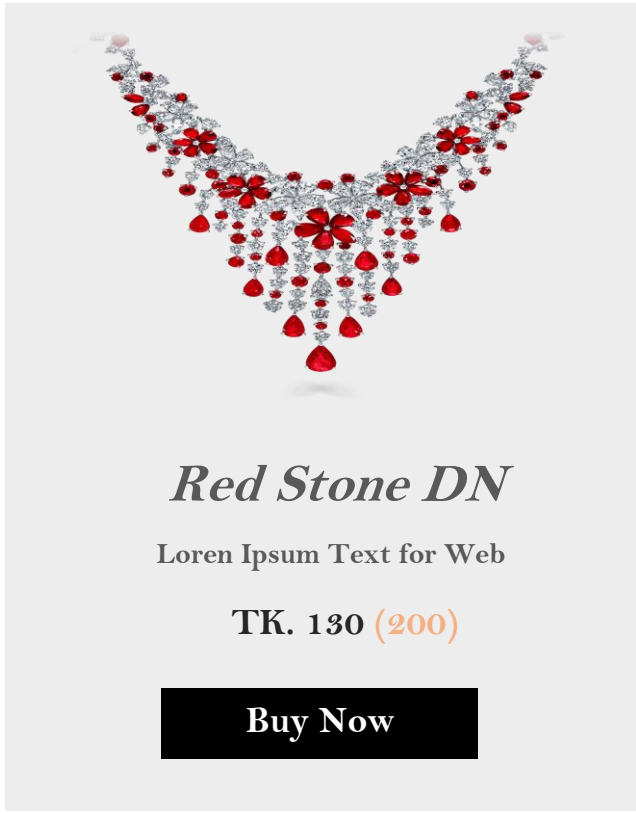 Red Stone DN
Loren Ipsum Text for Web
TK. 130 (200)
Buy Now